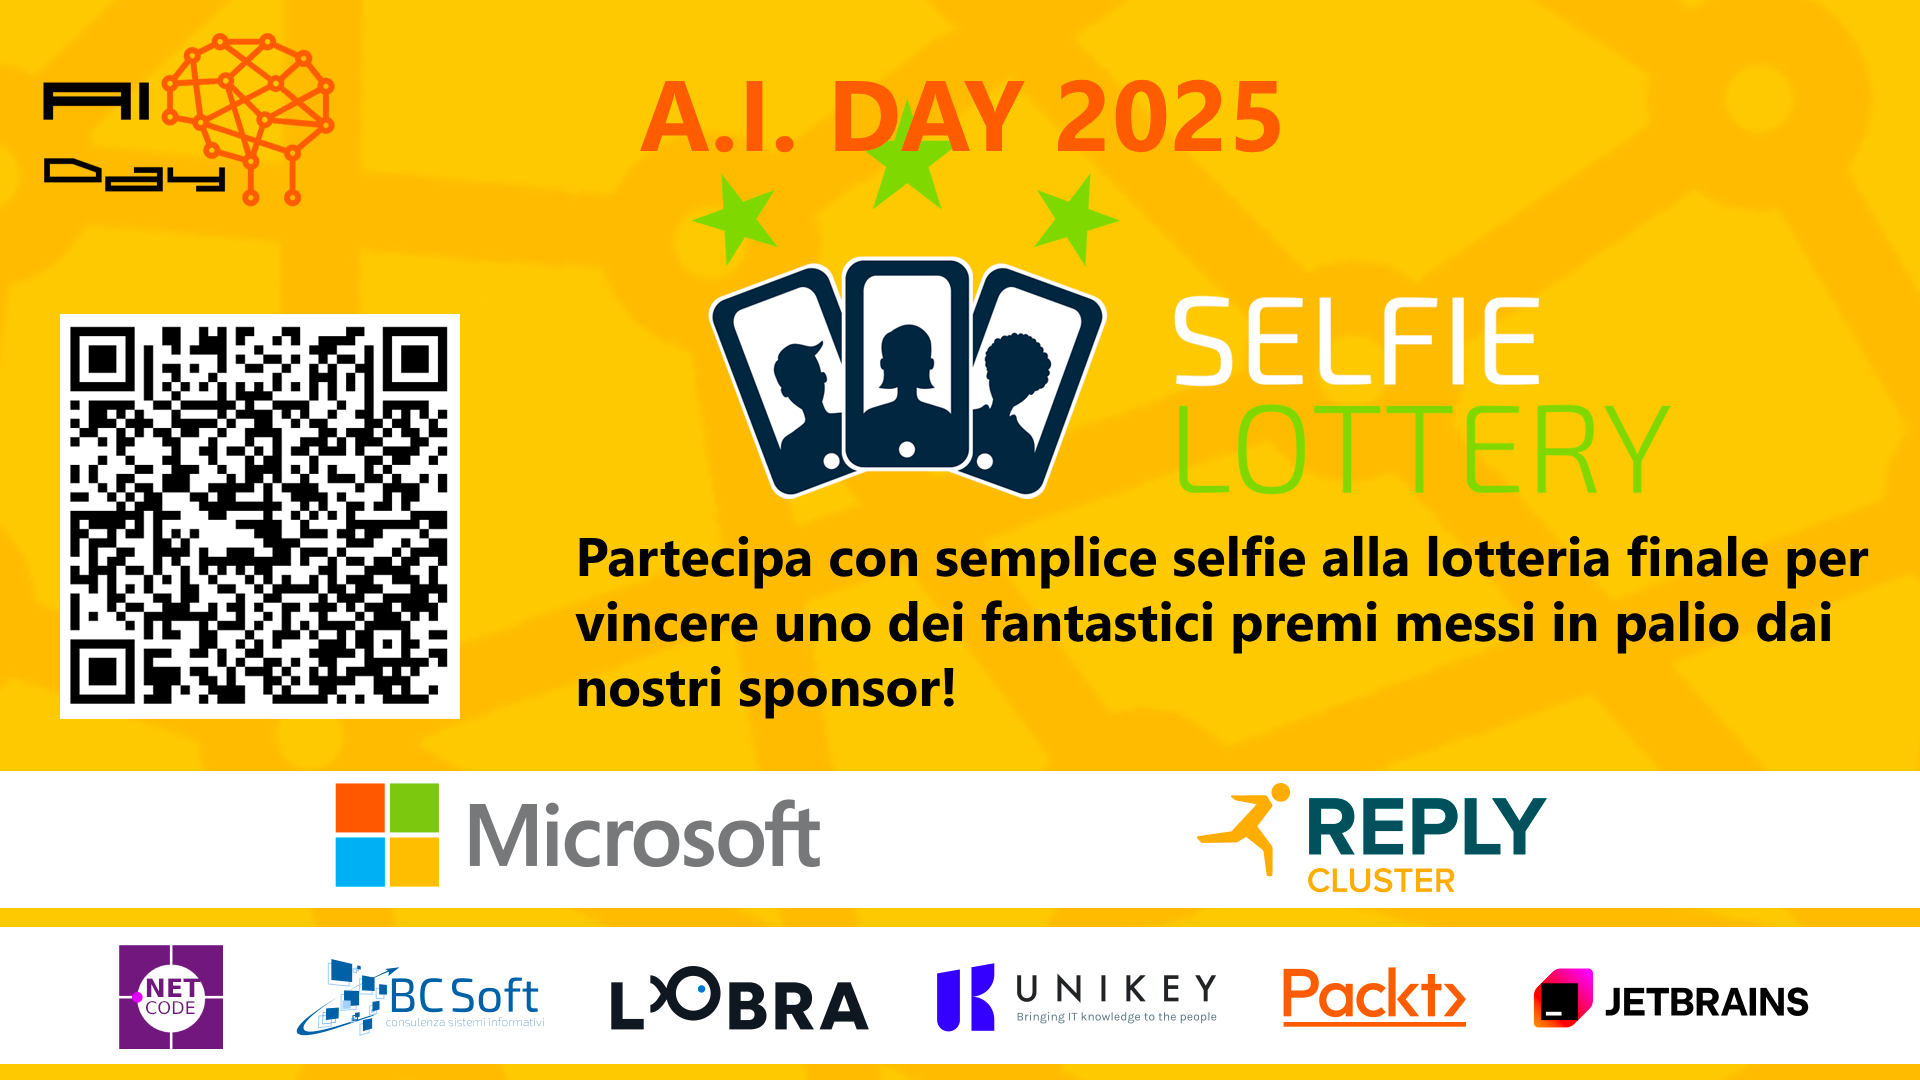 AI
Day
A.I. DAY 2025
SELFIE
LOTTERY
Partecipa con semplice selfie alla lotteria finale per
vincere uno dei fantastici premi messi in palio dai
nostri sponsor!
Microsoft
REPLY
CLUSTER
.NET
CODE
BCSoft
consulenza sistemi informativi
LOBRA
UNIKEY
Bringing IT knowledge to the people
Packt
JETBRAINS